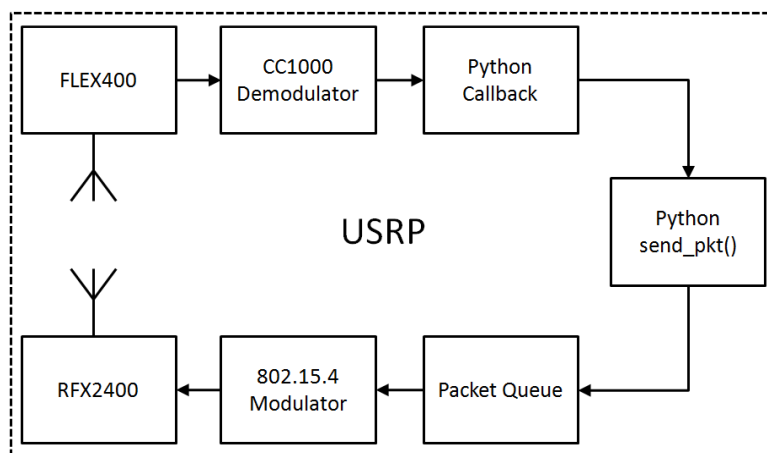 FLEX400
CC1000
Demodulator
Python
Callback
Python
send_pkt()
USRP
RFX2400
802.15.4
Modulator
Packet Queue